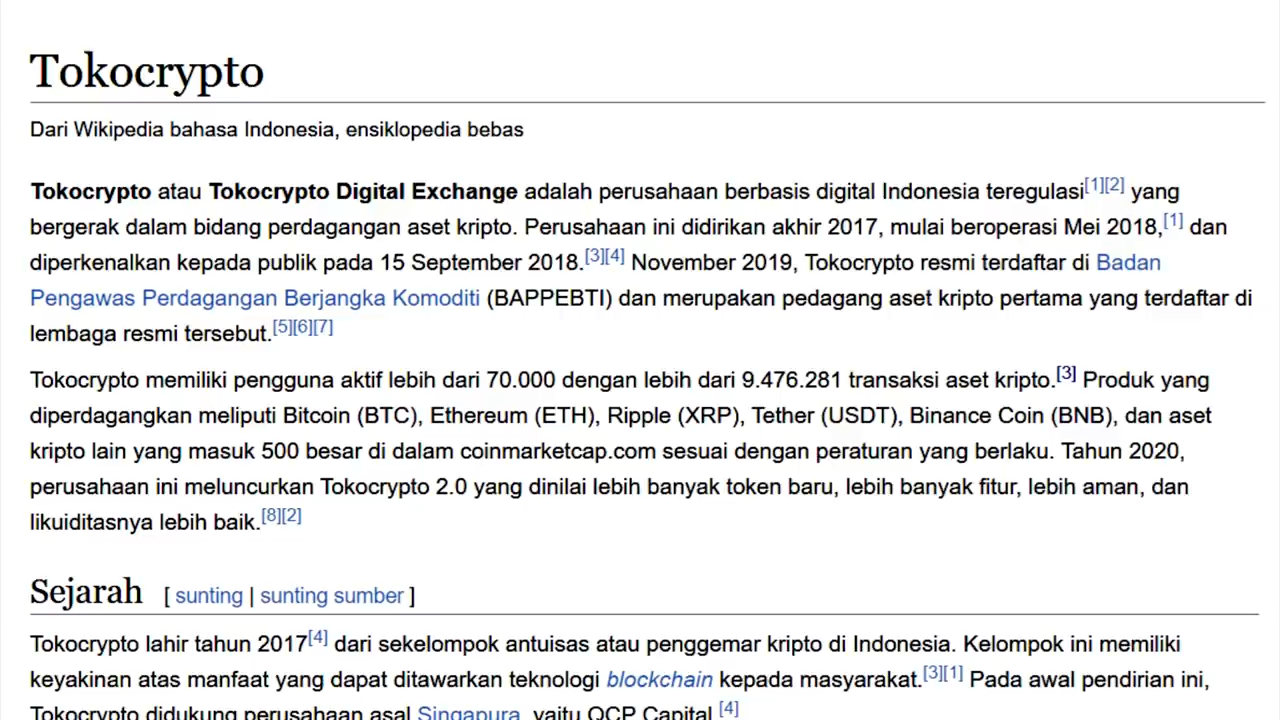 Tokocrypto
Dari Wikipedia bahasa Indonesia, ensiklopedia bebas
Tokocrypto atau Tokocrypto Digital Exchange adalah perusahaan berbasis digital Indonesia teregulasi[1][2] yang
bergerak dalam bidang perdagangan aset kripto. Perusahaan ini didirikan akhir 2017, mulai beroperasi Mei 2018,[1] dan
diperkenalkan kepada publik pada 15 September 2018.[3][4] November 2019, Tokocrypto resmi terdaftar di Badan
Pengawas Perdagangan Berjangka Komoditi (BAPPEBTI) dan merupakan pedagang aset kripto pertama yang terdaftar di
lembaga resmi tersebut.[5][6][7]
Tokocrypto memiliki pengguna aktif lebih dari 70.000 dengan lebih dari 9.476.281 transaksi aset kripto.[3] Produk yang
diperdagangkan meliputi Bitcoin (BTC), Ethereum (ETH), Ripple (XRP), Tether (USDT), Binance Coin (BNB), dan aset
kripto lain yang masuk 500 besar di dalam coinmarketcap.com sesuai dengan peraturan yang berlaku. Tahun 2020,
perusahaan ini meluncurkan Tokocrypto 2.0 yang dinilai lebih banyak token baru, lebih banyak fitur, lebih aman, dan
likuiditasnya lebih baik.[8][2]
Sejarah [ sunting | sunting sumber ]
Tokocrypto lahir tahun 2017[4] dari sekelompok antuisas atau penggemar kripto di Indonesia. Kelompok ini memiliki
keyakinan atas manfaat yang dapat ditawarkan teknologi blockchain kepada masyarakat.[3][1] Pada awal pendirian ini,
Tokocrypto didukung perusahaan asal Singapura, yaitu QCP Capital.[4]